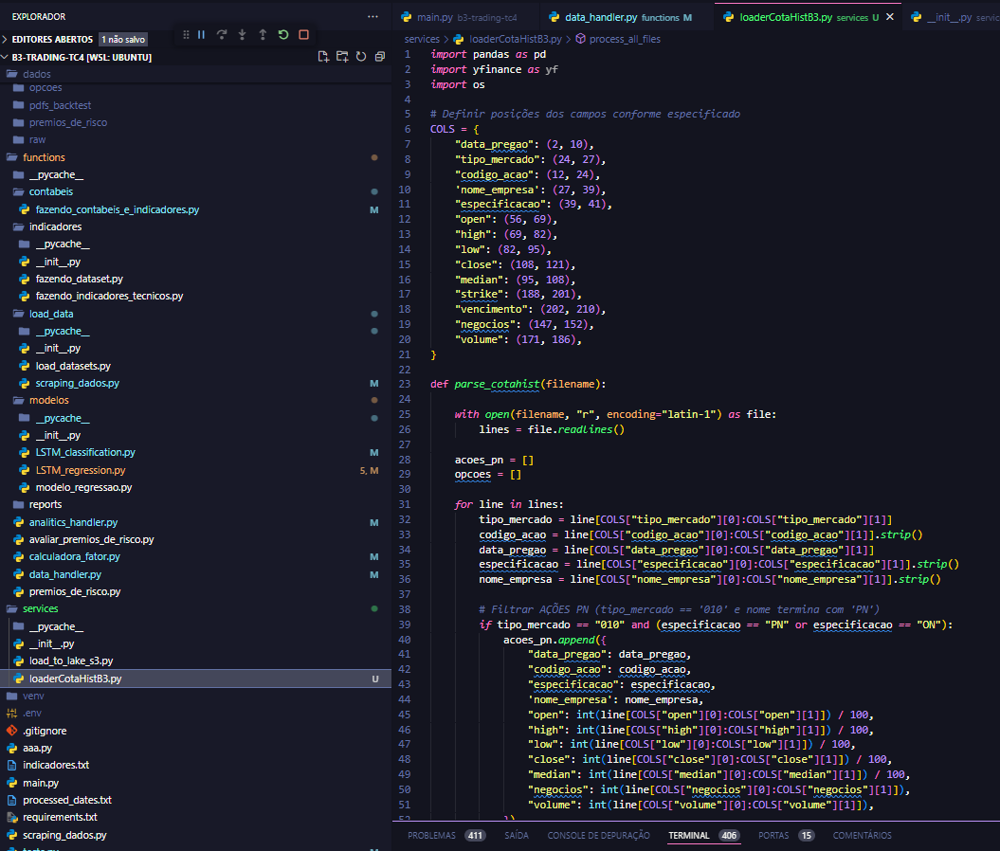 EXPLORADOR
EDITORES ABERTOS 1 não salvo
B3-TRADING-TC4 [WSL: UBUNTU]
dados
opcoes
pdfs_backtest
premios_de_risco
raw
functions
__pycache__
contabeis
fazendo_contabeis_e_indicadores.py M
indicadores
__pycache__
__init__.py
fazendo_dataset.py
fazendo_indicadores_tecnicos.py
load_data
__pycache__
__init__.py
load_datasets.py
scraping_dados.py M
modelos
__pycache__
__init__.py
LSTM_classification.py M
LSTM_regression.py 5, M
modelo_regressao.py
reports
analitics_handler.py M
avaliar_premios_de_risco.py
calculadora_fator.py M
data_handler.py M
premios_de_risco.py
services
__pycache__
__init__.py
load_to_lake_s3.py
loaderCotaHistB3.py U
venv
.env
.gitignore
aaa.py
indicadores.txt
main.py
processed_dates.txt
requirements.txt
scraping_dados.py
main.py b3-trading-tc4
data_handler.py functions M
loaderCotaHistB3.py services U
__init__.py servic
services > loaderCotaHistB3.py > process_all_files
1 import pandas as pd
2 import yfinance as yf
3 import os
4
5 # Definir posições dos campos conforme especificado
6 COLS = {
7 "data_pregao": (2, 10),
8 "tipo_mercado": (24, 27),
9 "codigo_acao": (12, 24),
10 'nome_empresa': (27, 39),
11 "especificacao": (39, 41),
12 "open": (56, 69),
13 "high": (69, 82),
14 "low": (82, 95),
15 "close": (108, 121),
16 "median": (95, 108),
17 "strike": (188, 201),
18 "vencimento": (202, 210),
19 "negocios": (147, 152),
20 "volume": (171, 186),
21 }
22
23 def parse_cotahist(filename):
24
25 with open(filename, "r", encoding="latin-1") as file:
26 lines = file.readlines()
27
28 acoes_pn = []
29 opcoes = []
30
31 for line in lines:
32 tipo_mercado = line[COLS["tipo_mercado"][0]:COLS["tipo_mercado"][1]]
33 codigo_acao = line[COLS["codigo_acao"][0]:COLS["codigo_acao"][1]].strip()
34 data_pregao = line[COLS["data_pregao"][0]:COLS["data_pregao"][1]]
35 especificacao = line[COLS["especificacao"][0]:COLS["especificacao"][1]].strip()
36 nome_empresa = line[COLS["nome_empresa"][0]:COLS["nome_empresa"][1]].strip()
37
38 # Filtrar AÇÕES PN (tipo_mercado == '010' e nome termina com 'PN')
39 if tipo_mercado == "010" and (especificacao == "PN" or especificacao == "ON"):
40 acoes_pn.append({
41 "data_pregao": data_pregao,
42 "codigo_acao": codigo_acao,
43 "especificacao": especificacao,
44 'nome_empresa': nome_empresa,
45 "open": int(line[COLS["open"][0]:COLS["open"][1]]) / 100,
46 "high": int(line[COLS["high"][0]:COLS["high"][1]]) / 100,
47 "low": int(line[COLS["low"][0]:COLS["low"][1]]) / 100,
48 "close": int(line[COLS["close"][0]:COLS["close"][1]]) / 100,
49 "median": int(line[COLS["median"][0]:COLS["median"][1]]) / 100,
50 "negocios": int(line[COLS["negocios"][0]:COLS["negocios"][1]]),
51 "volume": int(line[COLS["volume"][0]:COLS["volume"][1]]),
52 })
PROBLEMAS 411 SAÍDA CONSOLE DE DEPURAÇÃO TERMINAL 406 PORTAS 15 COMENTÁRIOS